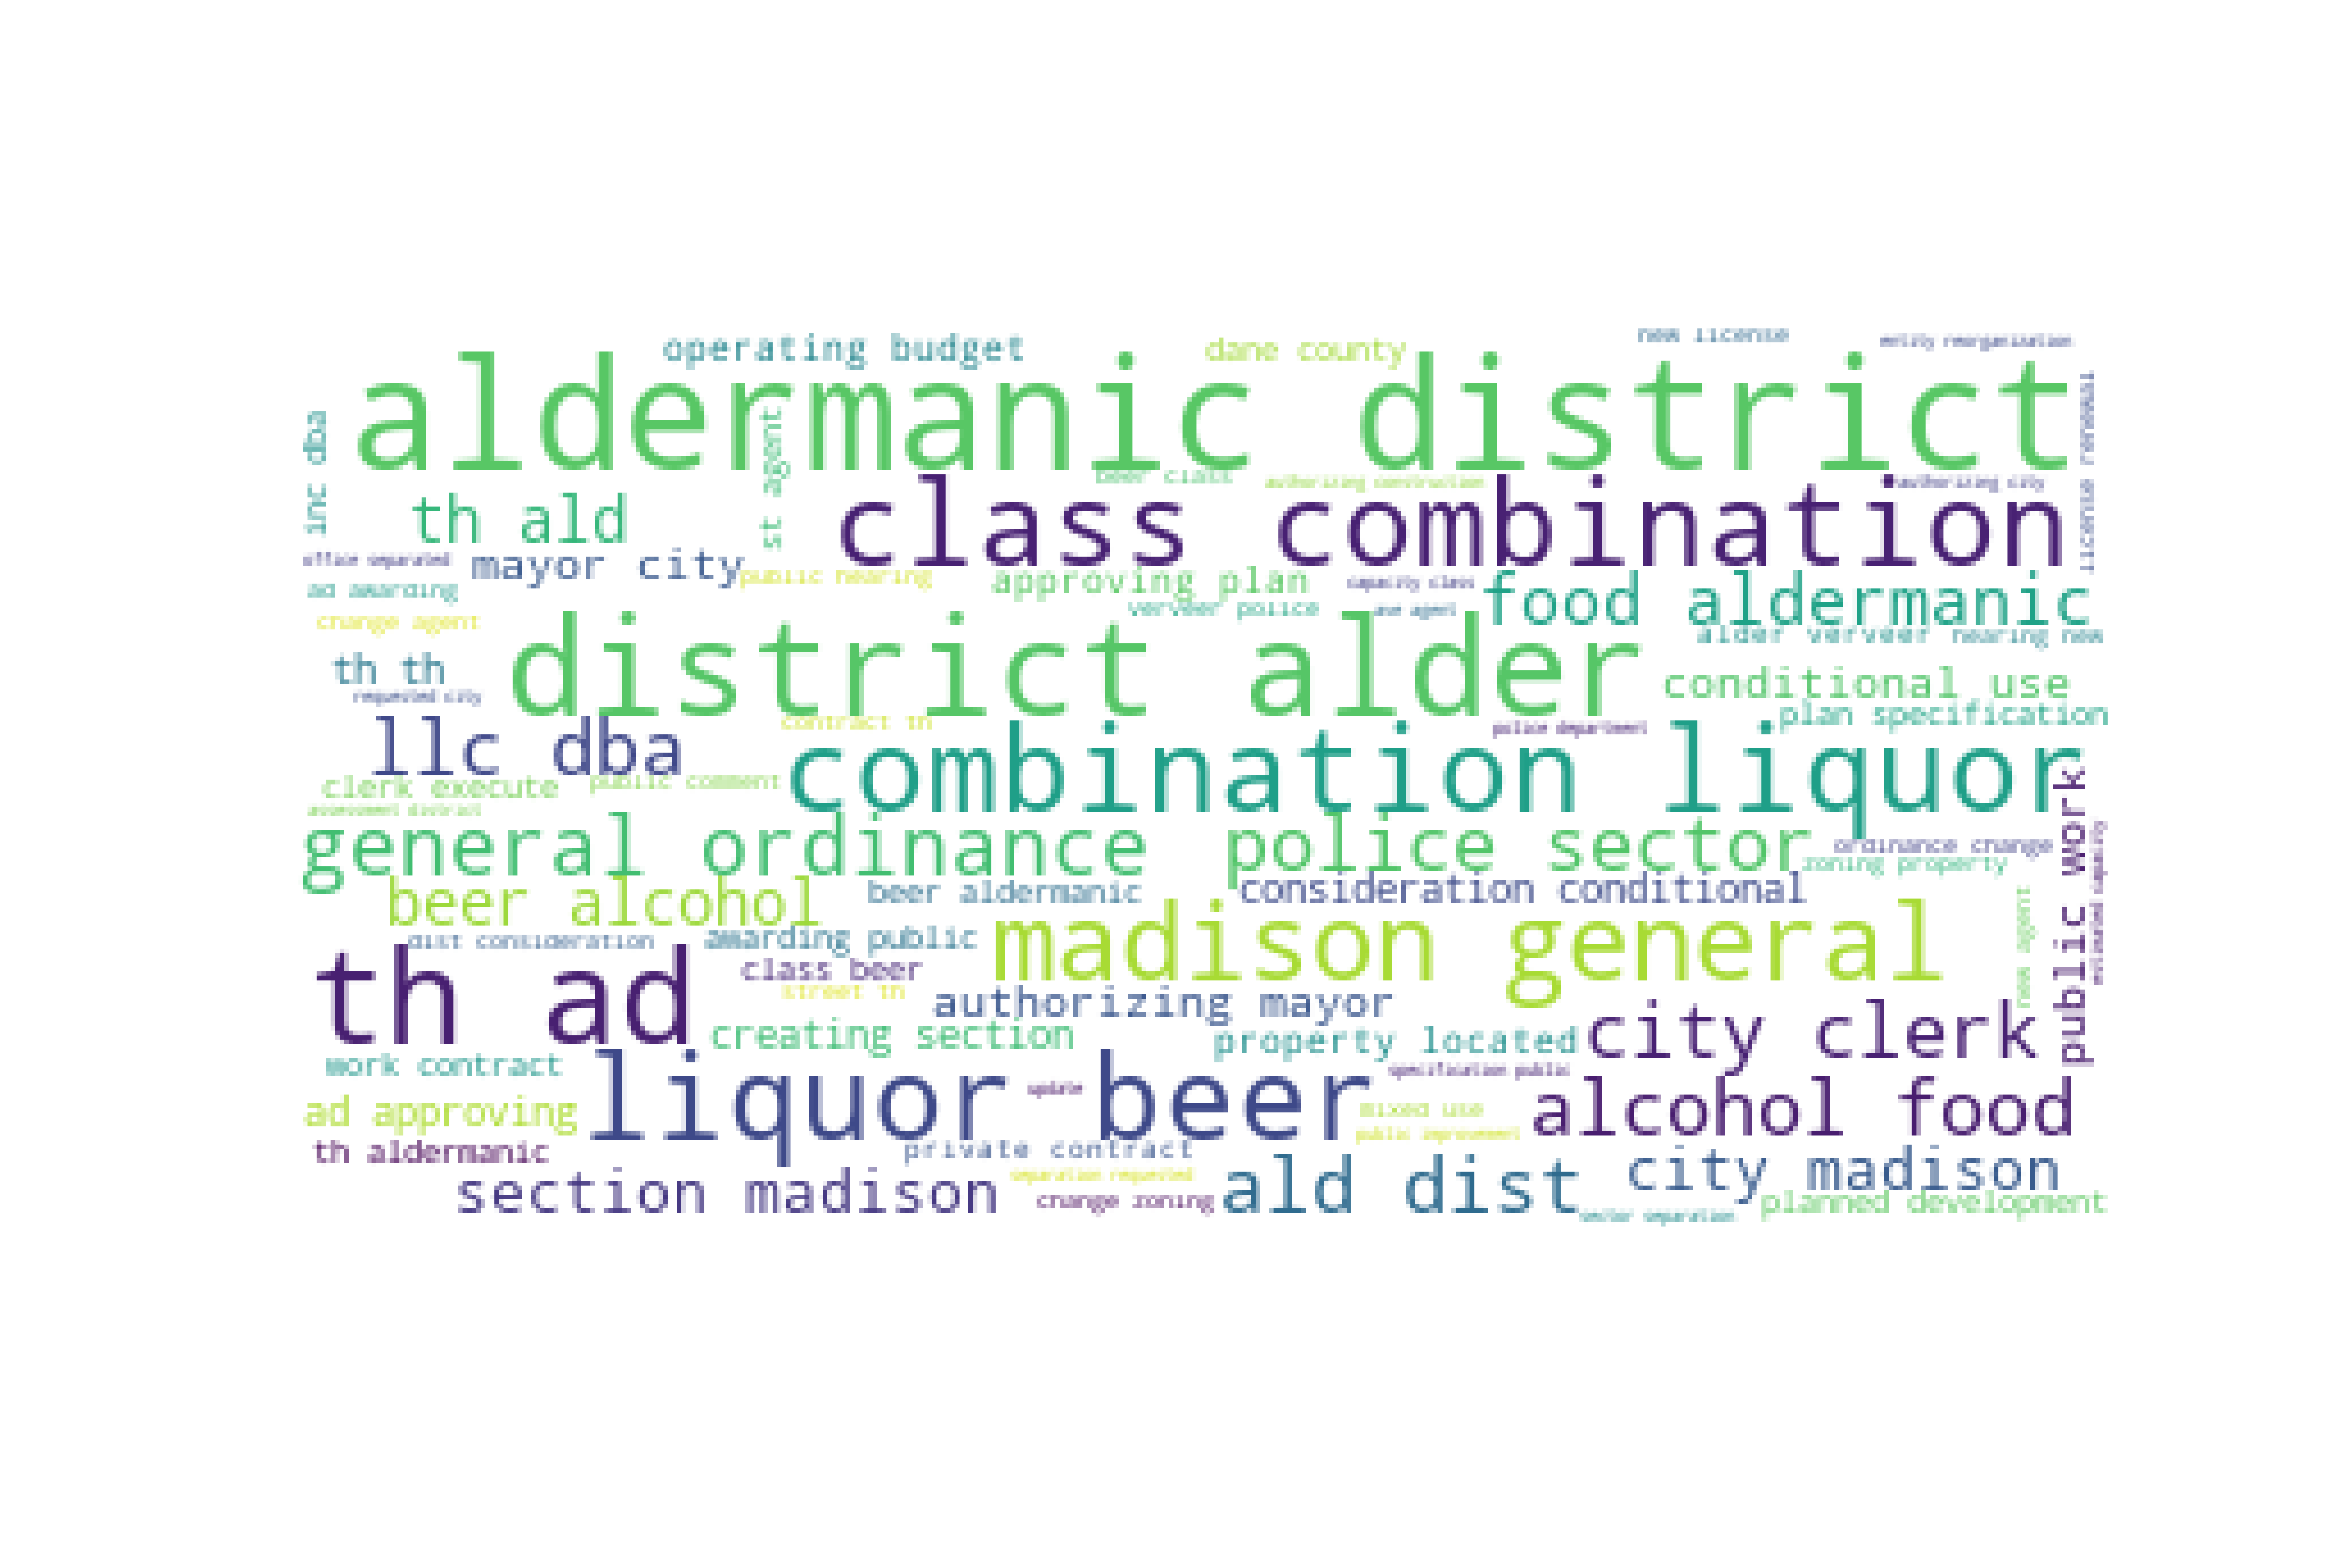 operating budget
dane county
new license
entity reorganization
aldermanic district
license renewal
inc dba
st agent
beer class
authorizing construction
authorizing city
th ald
class combination
office separated
mayor city
public hearing
approving plan
capacity class
food aldermanic
ad awarding
change agent
verveer police
ave agent
alder verveer
hearing new
th th
district alder
conditional use
requested city
llc dba
contract th
police department
plan specification
combination liquor
clerk execute
public comment
assessment district
general ordinance
police sector
ordinance change
zoning property
public work
estimated capacity
beer alcohol
beer aldermanic
consideration conditional
new agent
dist consideration
awarding public
madison general
th ad
class beer
street th
authorizing mayor
city clerk
creating section
property located
work contract
liquor beer
update
specification public
ad approving
mixed use
public improvement
alcohol food
th aldermanic
private contract
section madison
separation requested
change zoning
ald dist
city madison
planned development
sector separation